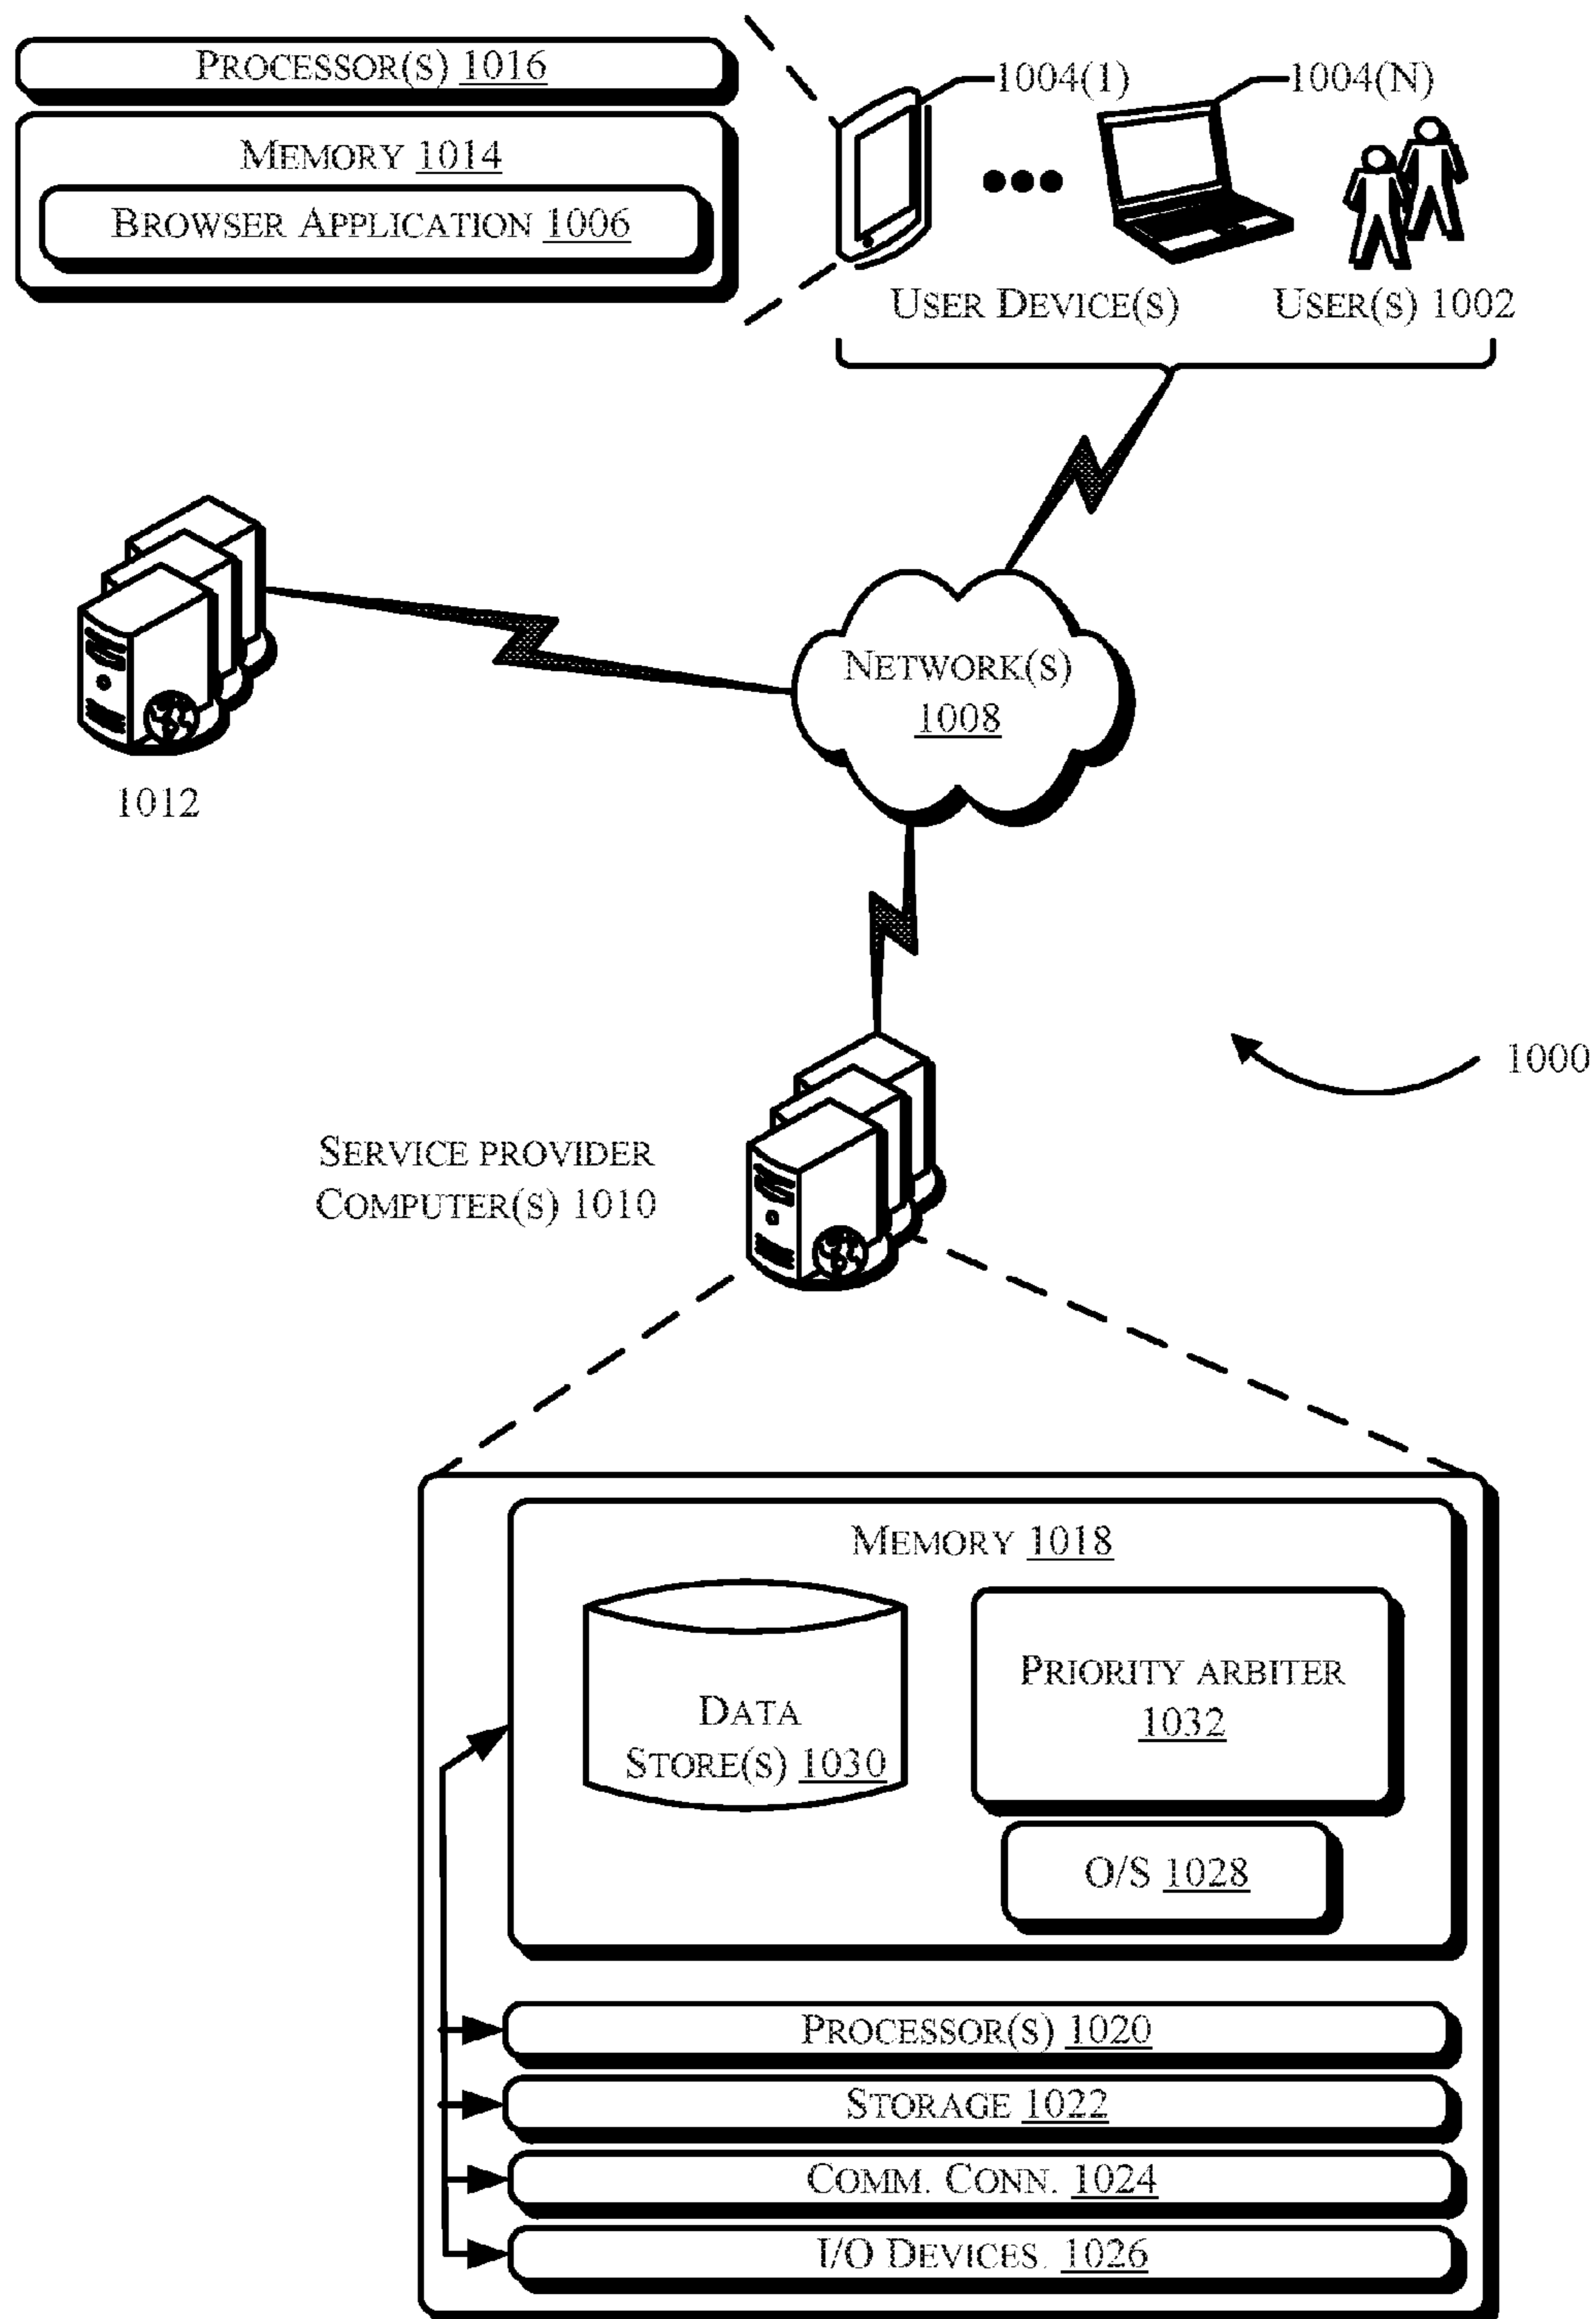 PROCESSOR(S) 1016
MEMORY 1014
BROWSER APPLICATION 1006
1004(1)
1004(N)
USER DEVICE(S)
USER(S) 1002
NETWORK(S)
1008
1012
1000
SERVICE PROVIDER
COMPUTER(S) 1010
MEMORY 1018
DATA
STORE(S) 1030
PRIORITY ARBITER
1032
O/S 1028
PROCESSOR(S) 1020
STORAGE 1022
COMM. CONN. 1024
I/O DEVICES. 1026